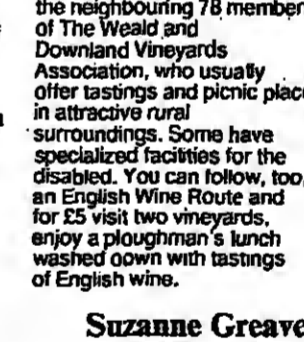 the neighbouring 78 member
of The Weald and
Downland Vineyards
Association, who usually
offer tastings and picnic plac
in attractive rural
surroundings. Some have
specialized facilities for the
disabled. You can follow, too,
an English Wine Route and
for £5 visit two vineyards,
enjoy a ploughman's lunch
washed down with tastings
of English wine.
Suzanne Greave